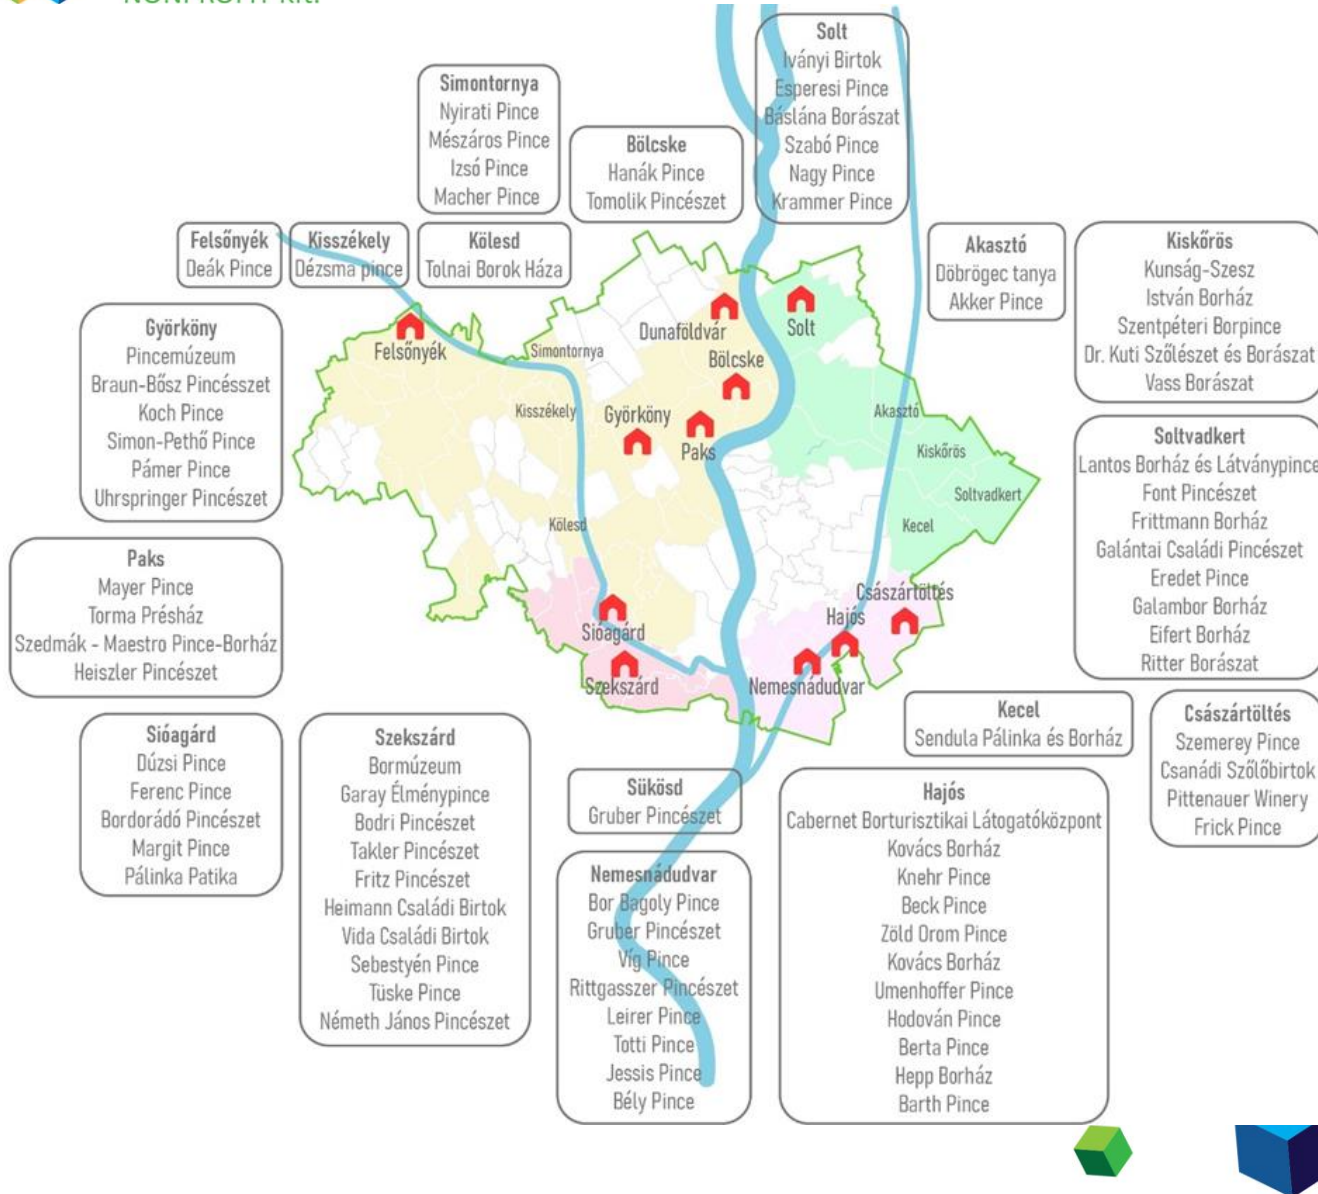 NONPROFIT Kft.
Solt
Iványi Birtok
Esperesi Pince
Báslána Borászat
Szabó Pince
Nagy Pince
Krammer Pince
Simontornya
Nyirati Pince
Mészáros Pince
Izsó Pince
Macher Pince
Bölcske
Hanák Pince
Tomolik Pincészet
Felsőnyék
Deák Pince
Kisszékely
Dézsma pince
Kölesd
Tolnai Borok Háza
Akasztó
Döbrögec tanya
Akker Pince
Kiskőrös
Kunság-Szesz
István Borház
Szentpéteri Borpince
Dr. Kuti Szőlészet és Borászat
Vass Borászat
Györköny
Pincemúzeum
Braun-Bősz Pincésszet
Koch Pince
Simon-Pethő Pince
Pámer Pince
Uhrspringer Pincészet
Felsőnyék
Simontornya
Kisszékely
Dunaföldvár
Solt
Bölcske
Györköny
Paks
Akasztó
Kiskőrös
Soltvadkert
Kecel
Kölesd
Császártöltés
Hajós
Sióagárd
Szekszárd
Nemesnádudvar
Soltvadkert
Lantos Borház és Látványpince
Font Pincészet
Frittmann Borház
Galántai Családi Pincészet
Eredet Pince
Galambor Borház
Eifert Borház
Ritter Borászat
Paks
Mayer Pince
Torma Présház
Szedmák - Maestro Pince-Borház
Heiszler Pincészet
Sióagárd
Dúzsi Pince
Ferenc Pince
Bordorádó Pincészet
Margit Pince
Pálinka Patika
Szekszárd
Bormúzeum
Garay Élménypince
Bodri Pincészet
Takler Pincészet
Fritz Pincészet
Heimann Családi Birtok
Vida Családi Birtok
Sebestyén Pince
Tüske Pince
Németh János Pincészet
Sükösd
Gruber Pincészet
Nemesnádudvar
Bor Bagoly Pince
Gruber Pincészet
Víg Pince
Rittgasszer Pincészet
Leirer Pince
Totti Pince
Jessis Pince
Bély Pince
Kecel
Sendula Pálinka és Borház
Császártöltés
Szemerey Pince
Csanádi Szőlőbirtok
Pittenauer Winery
Frick Pince
Hajós
Cabernet Borturisztikai Látogatóközpont
Kovács Borház
Knehr Pince
Beck Pince
Zöld Orom Pince
Kovács Borház
Umenhoffer Pince
Hodován Pince
Berta Pince
Hepp Borház
Barth Pince